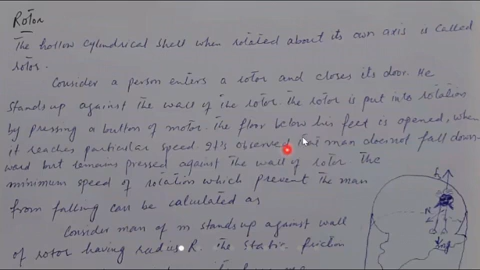 Rotor
The hollow cylindrical shell when rotated about its own axis is called
rotor.
Consider a person enters a rotor and closes its door. He
stands up against the wall of the rotor. the rotor is put into rotation
by pressing a button of motor. the floor below his feet is opened, when
it reaches particular speed. It's observed that man doesnot fall down-
ward but remains pressed against the wall of rotor The
minimum speed of rotation which prevent the man
from falling can be calculated as
Consider man of m stands up against wall
of rotor having radius R. the static friction
N